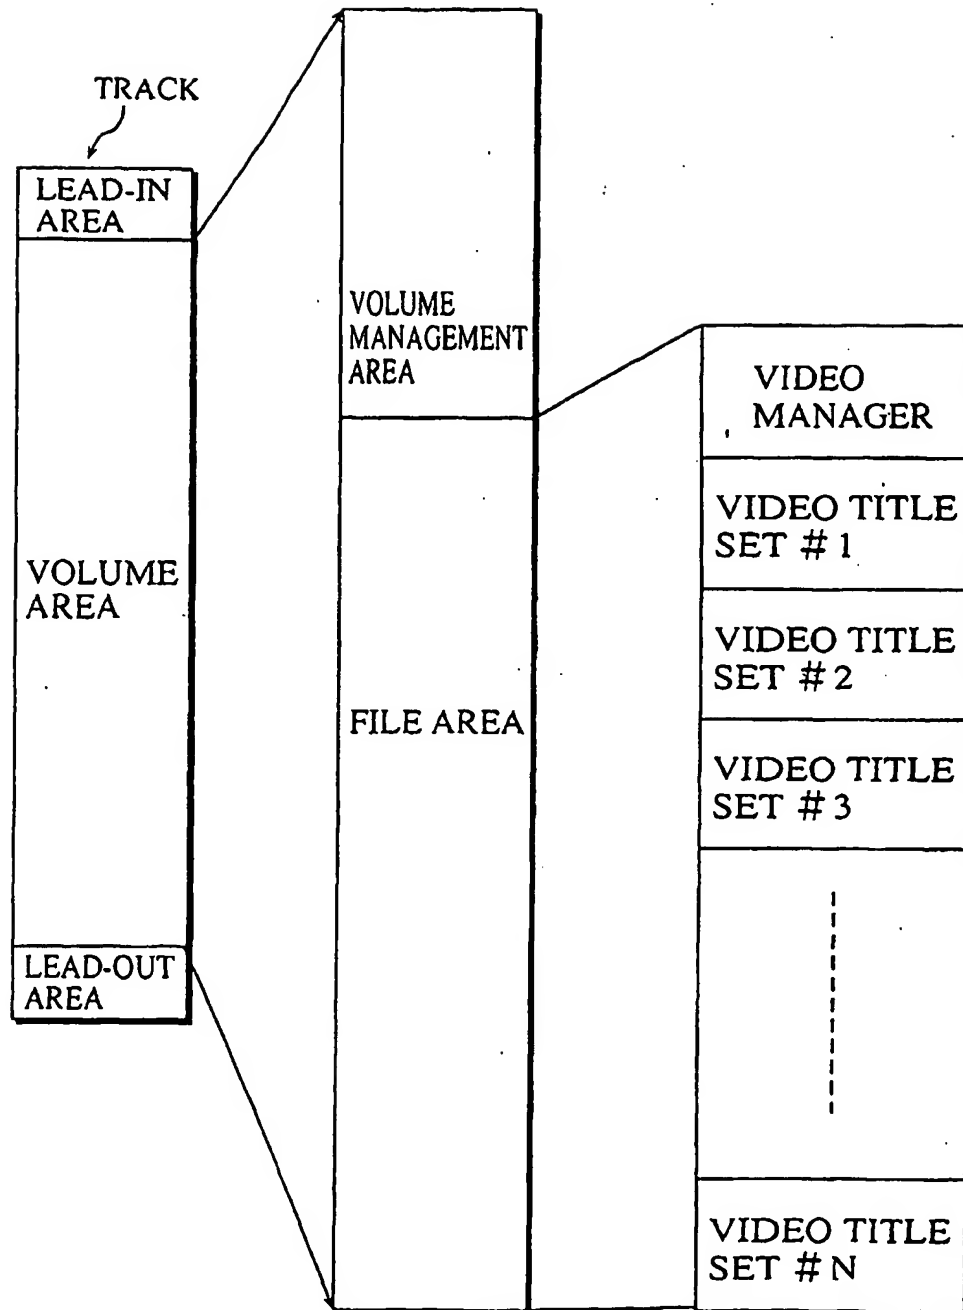 TRACK
LEAD-IN
AREA
VOLUME
AREA
LEAD-OUT
AREA
VOLUME
MANAGEMENT
AREA
FILE AREA
VIDEO
MANAGER
VIDEO TITLE
SET #1
VIDEO TITLE
SET #2
VIDEO TITLE
SET #3
VIDEO TITLE
SET #N